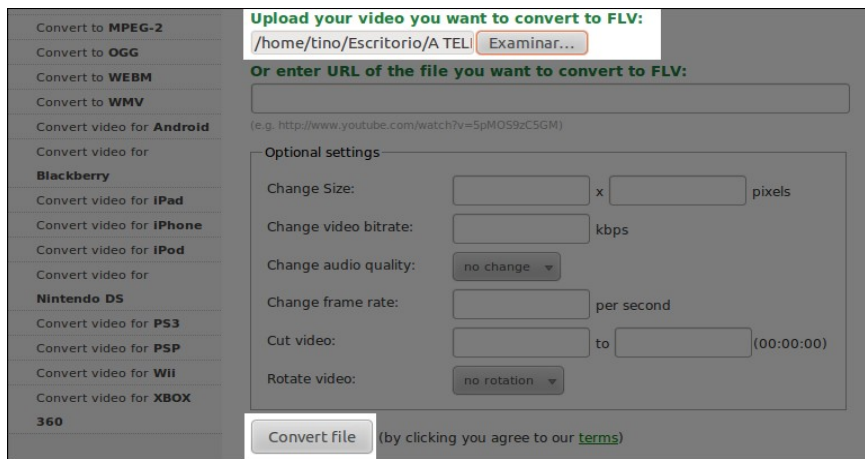 Convert to MPEG-2
Convert to OGG
Convert to WEBM
Convert to WMV
Convert video for Android
Convert video for
Blackberry
Convert video for iPad
Convert video for iPhone
Convert video for iPod
Convert video for
Nintendo DS
Convert video for PS3
Convert video for PSP
Convert video for Wii
Convert video for XBOX
360
Upload your video you want to convert to FLV:
/home/tino/Escritorio/A TELE Examinar...
Or enter URL of the file you want to convert to FLV:
(e.g. http://www.youtube.com/watch?v=5pMOS9zC5GM)
Optional settings
Change Size: x pixels
Change video bitrate: kbps
Change audio quality: no change
Change frame rate: per second
Cut video: to (00:00:00)
Rotate video: no rotation
Convert file (by clicking you agree to our terms)